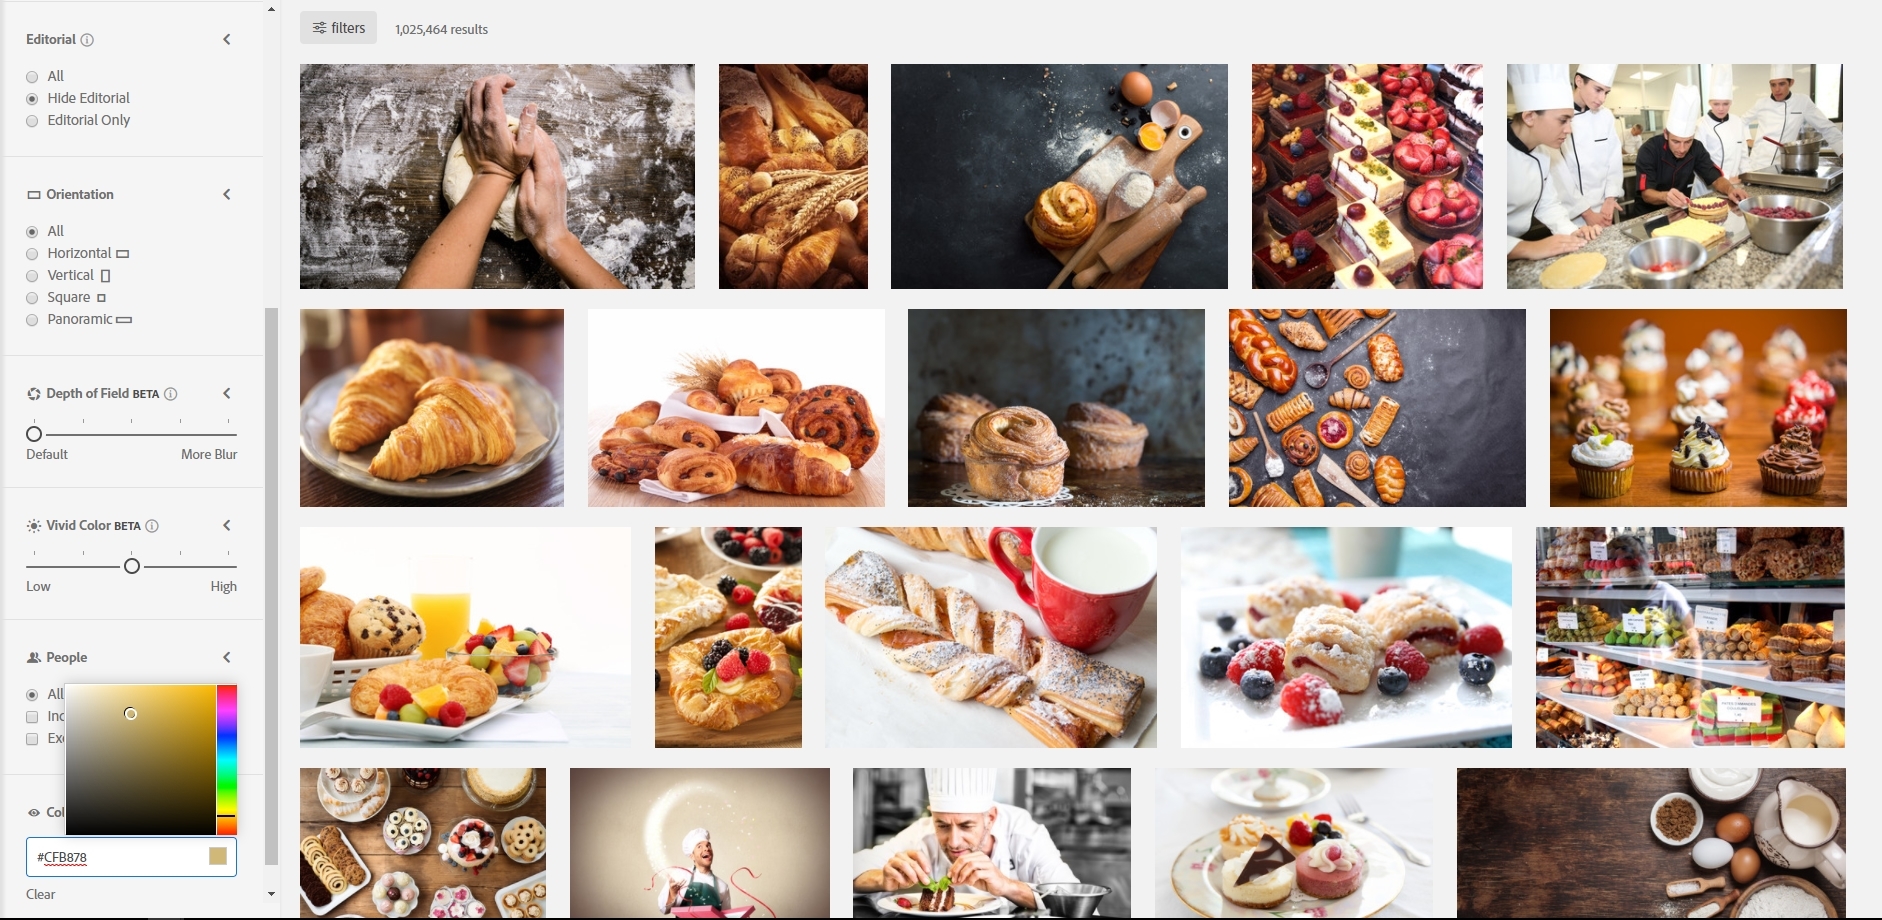 filters
1,025,464 results
Editorial
All
Hide Editorial
Editorial Only
Orientation
All
Horizontal
Vertical
Square
Panoramic
Depth of Field BETA
Default
More Blur
Vivid Color BETA
Low
High
People
All
Inc
Exc
Col
#CFB878
Clear